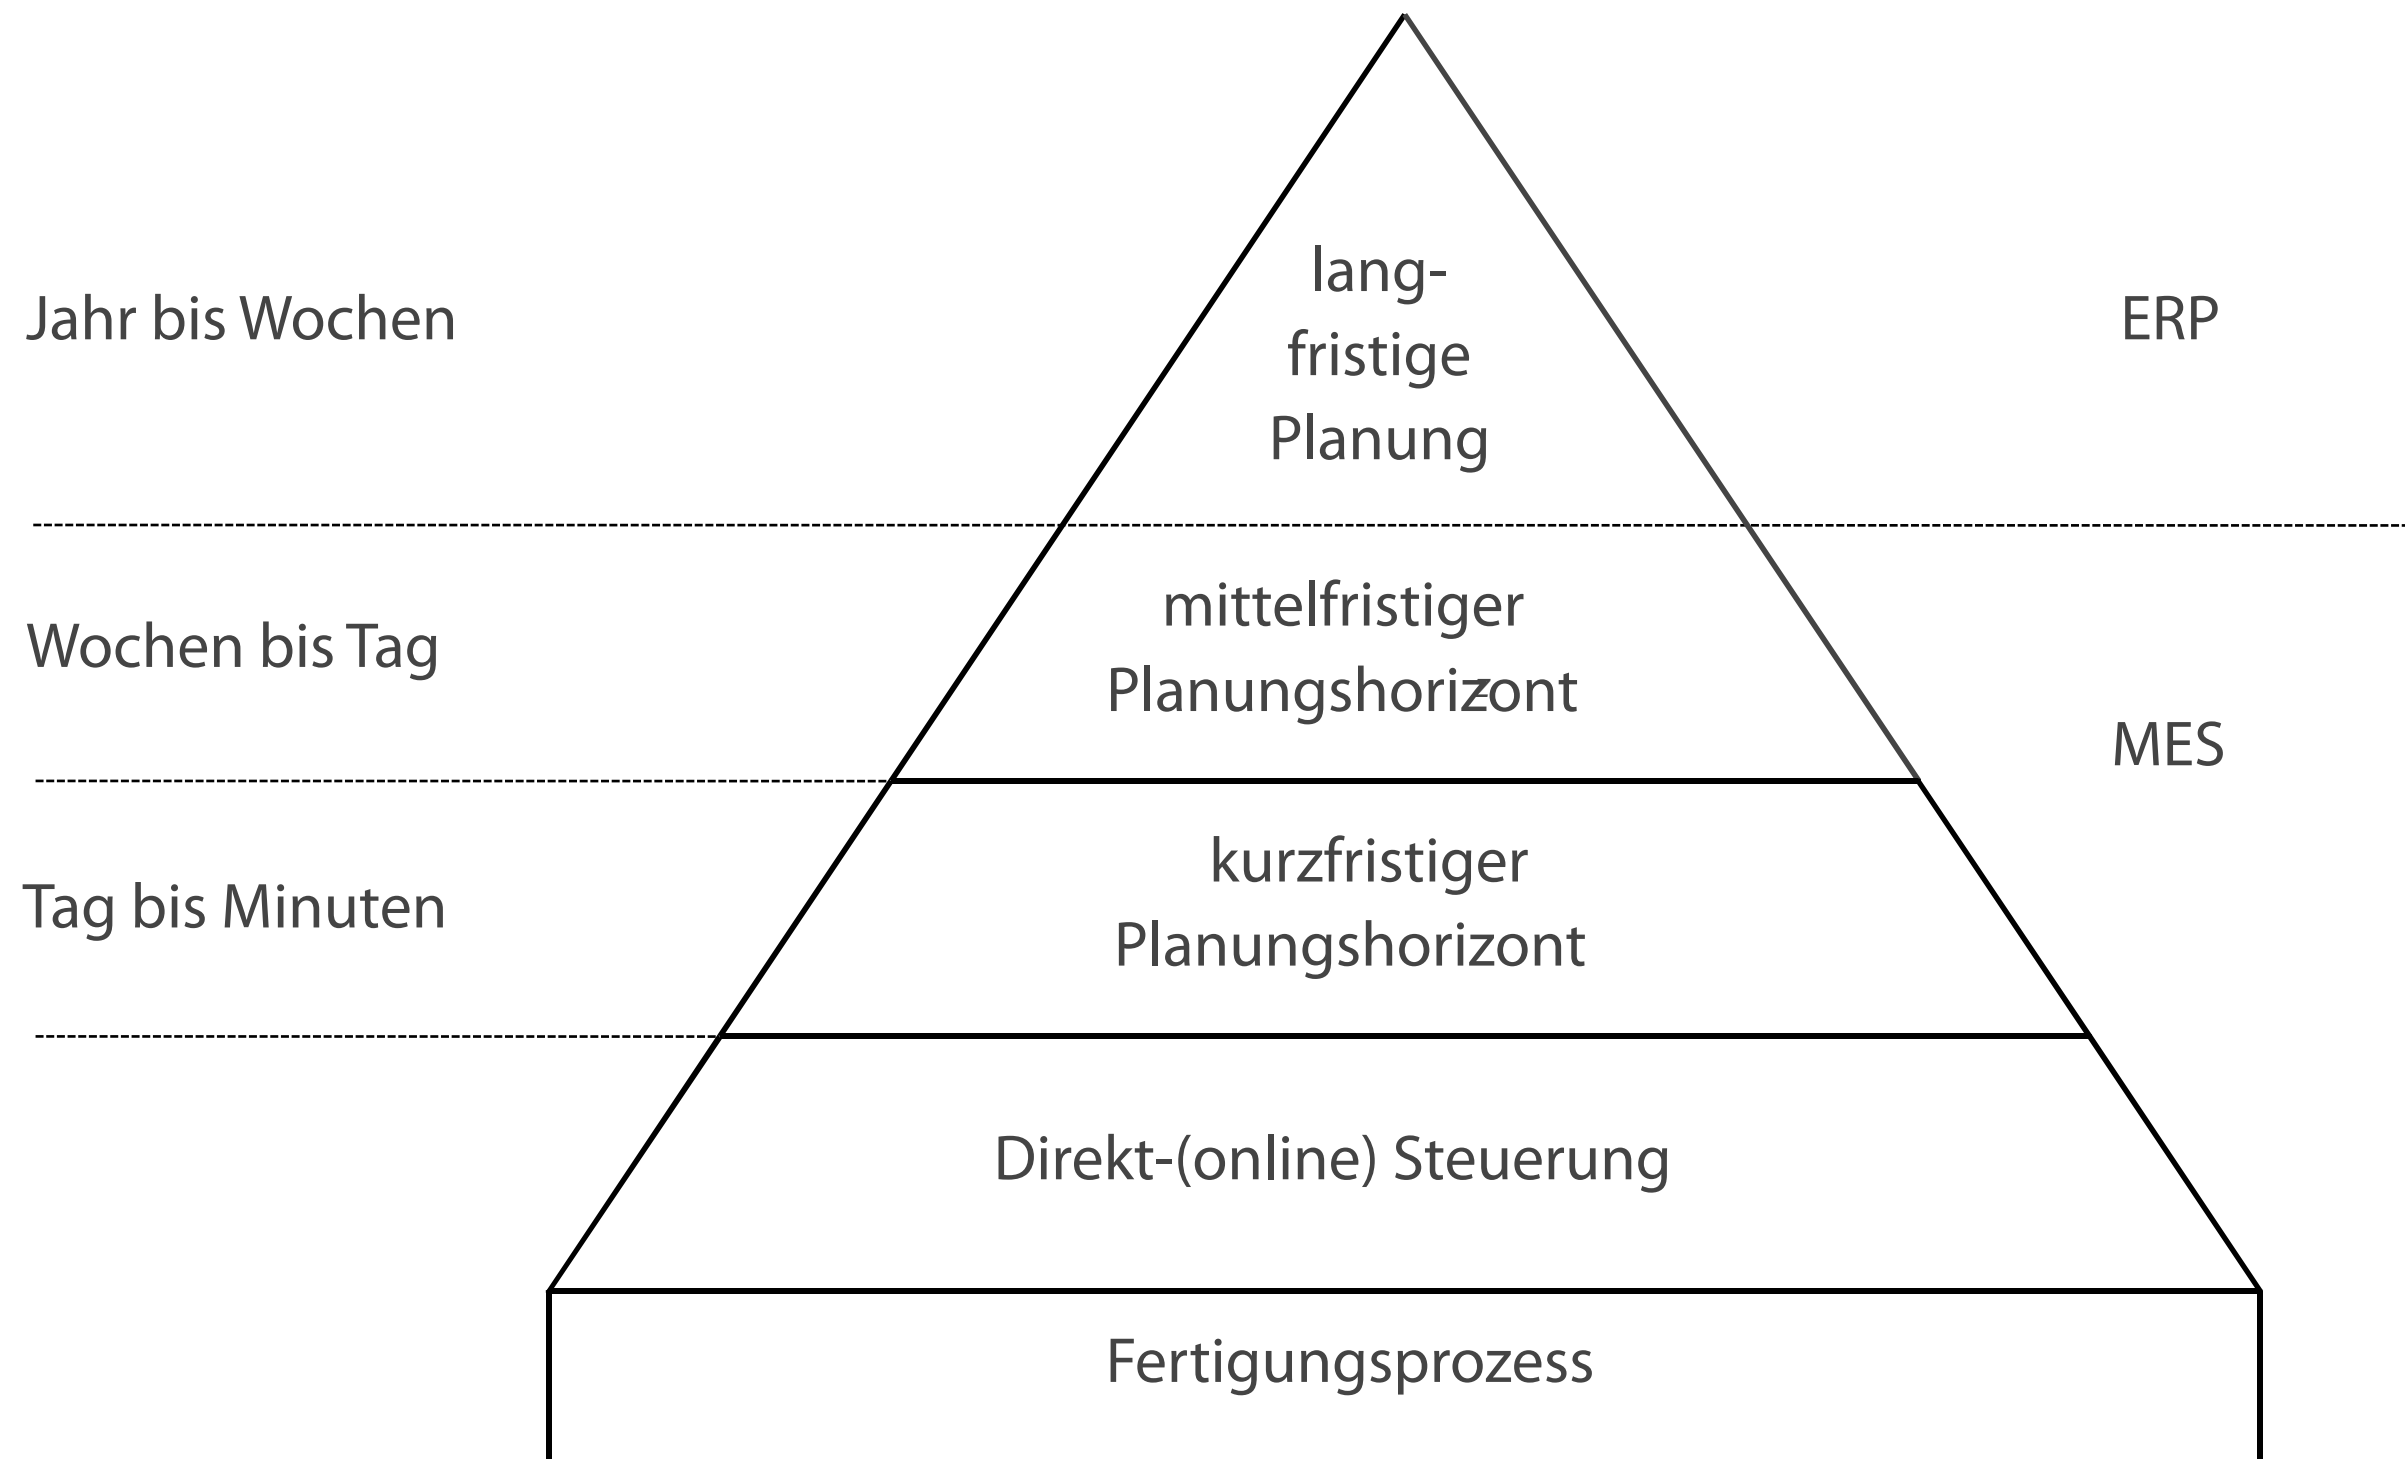 lang-
fristige
Planung
Jahr bis Wochen
ERP
mittelfristiger
Planungshorizont
Wochen bis Tag
MES
kurzfristiger
Planungshorizont
Tag bis Minuten
Direkt-(online) Steuerung
Fertigungsprozess